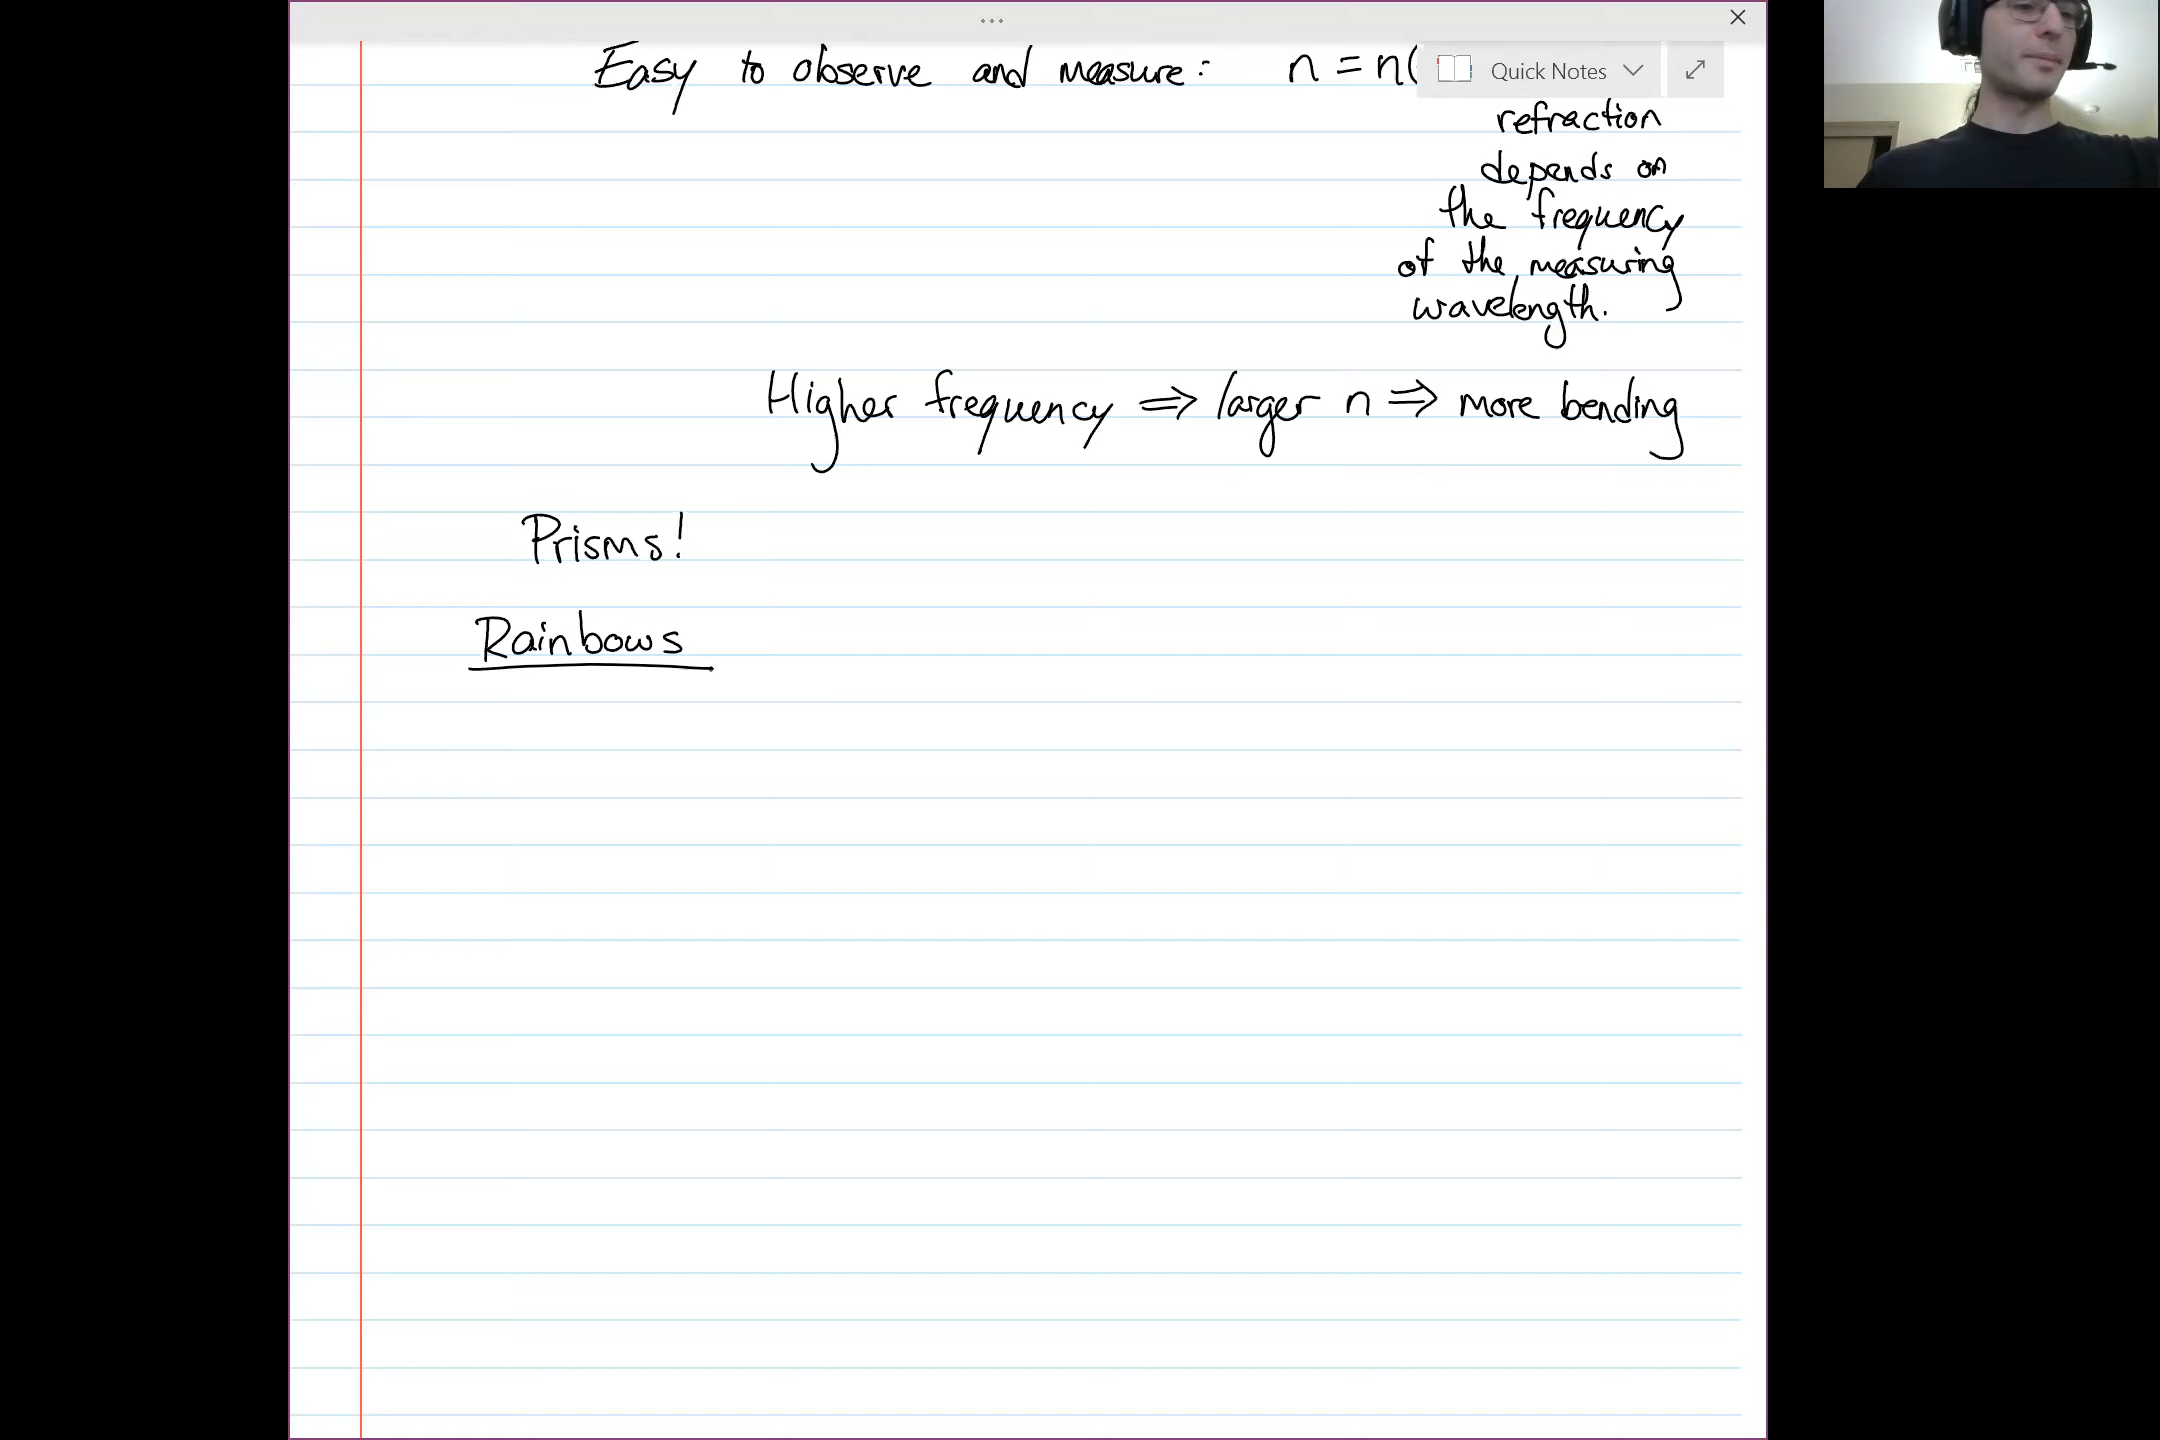 Easy to observe and measure: n = n(
Quick Notes
refraction
depends on
the frequency
of the measuring
wavelength.
Higher frequency ⇒ larger n ⇒ more bending
Prisms!
Rainbows